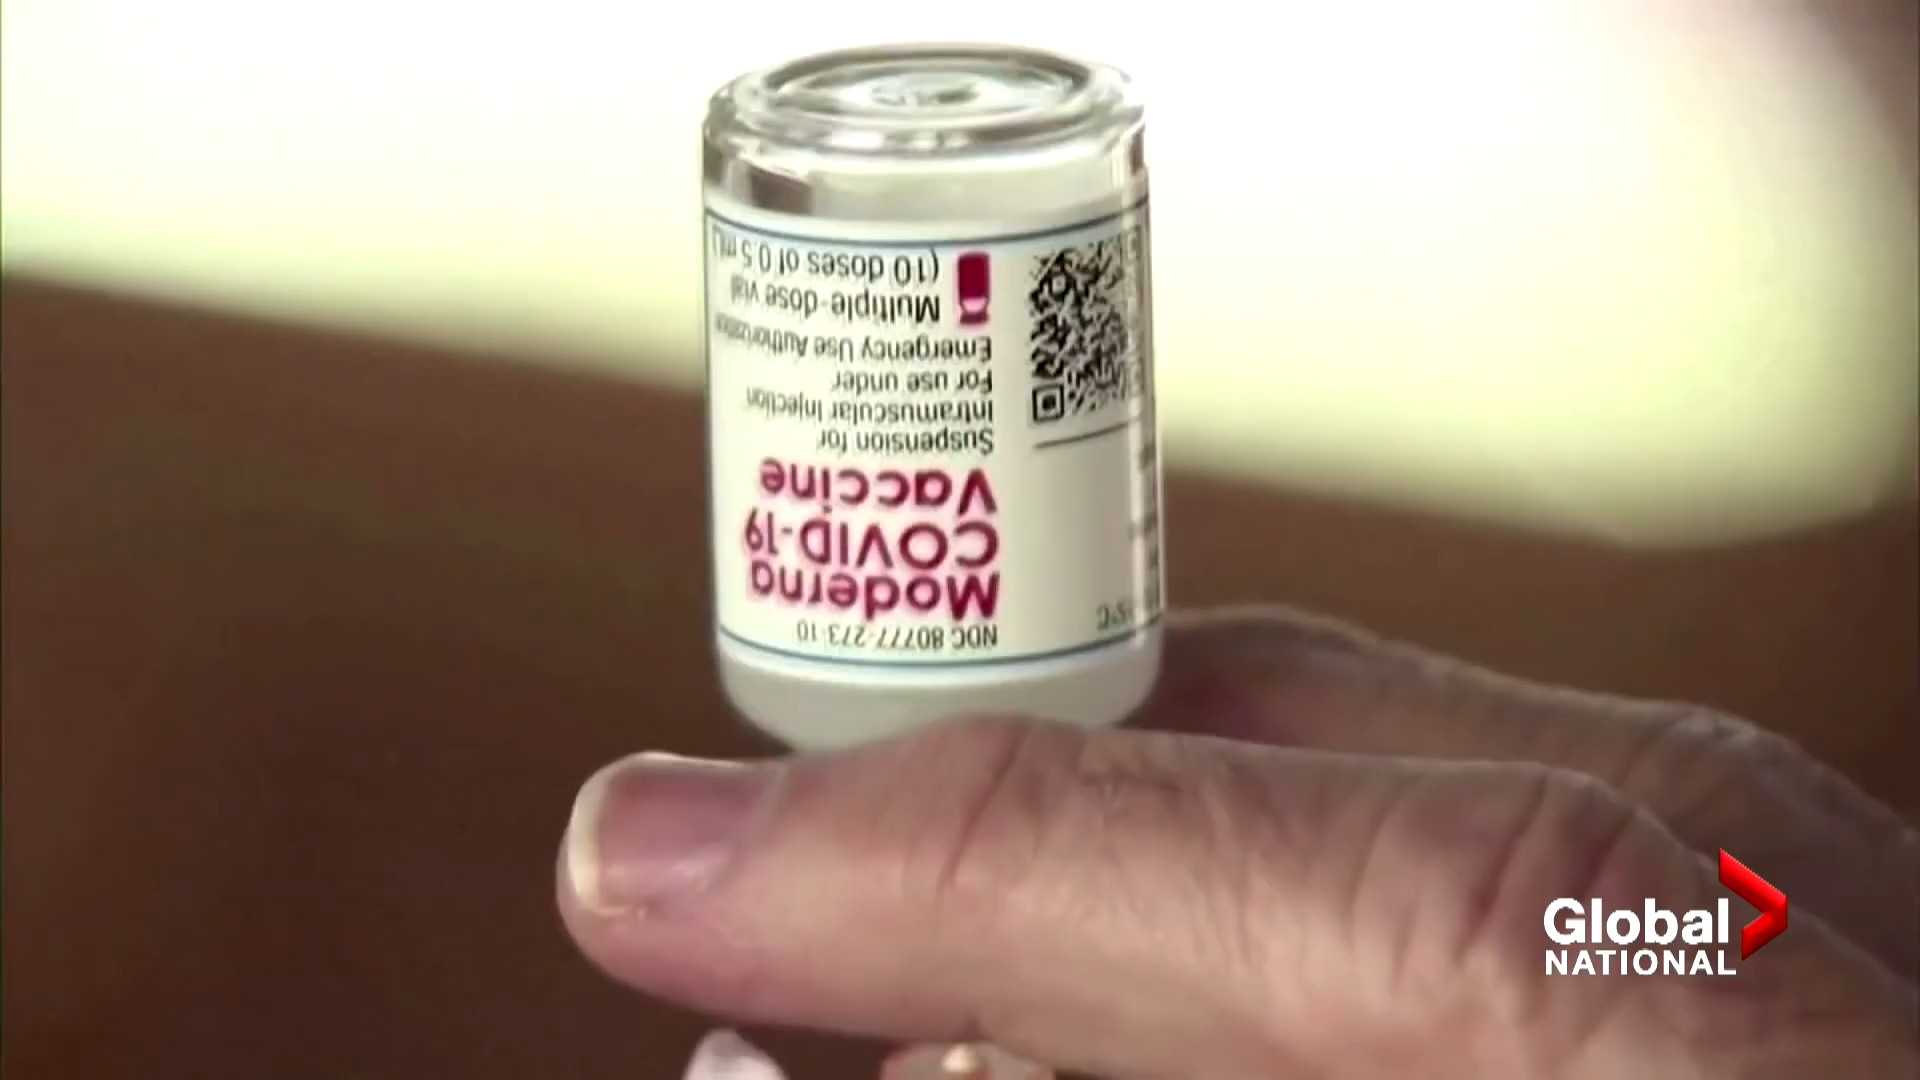 NDC 80777-273-10
Moderna
COVID-19
Vaccine
Suspension for
Intramuscular Injection
For use under
Emergency Use Authorization
Multiple-dose vial
(10 doses of 0.5 mL)
Global
NATIONAL